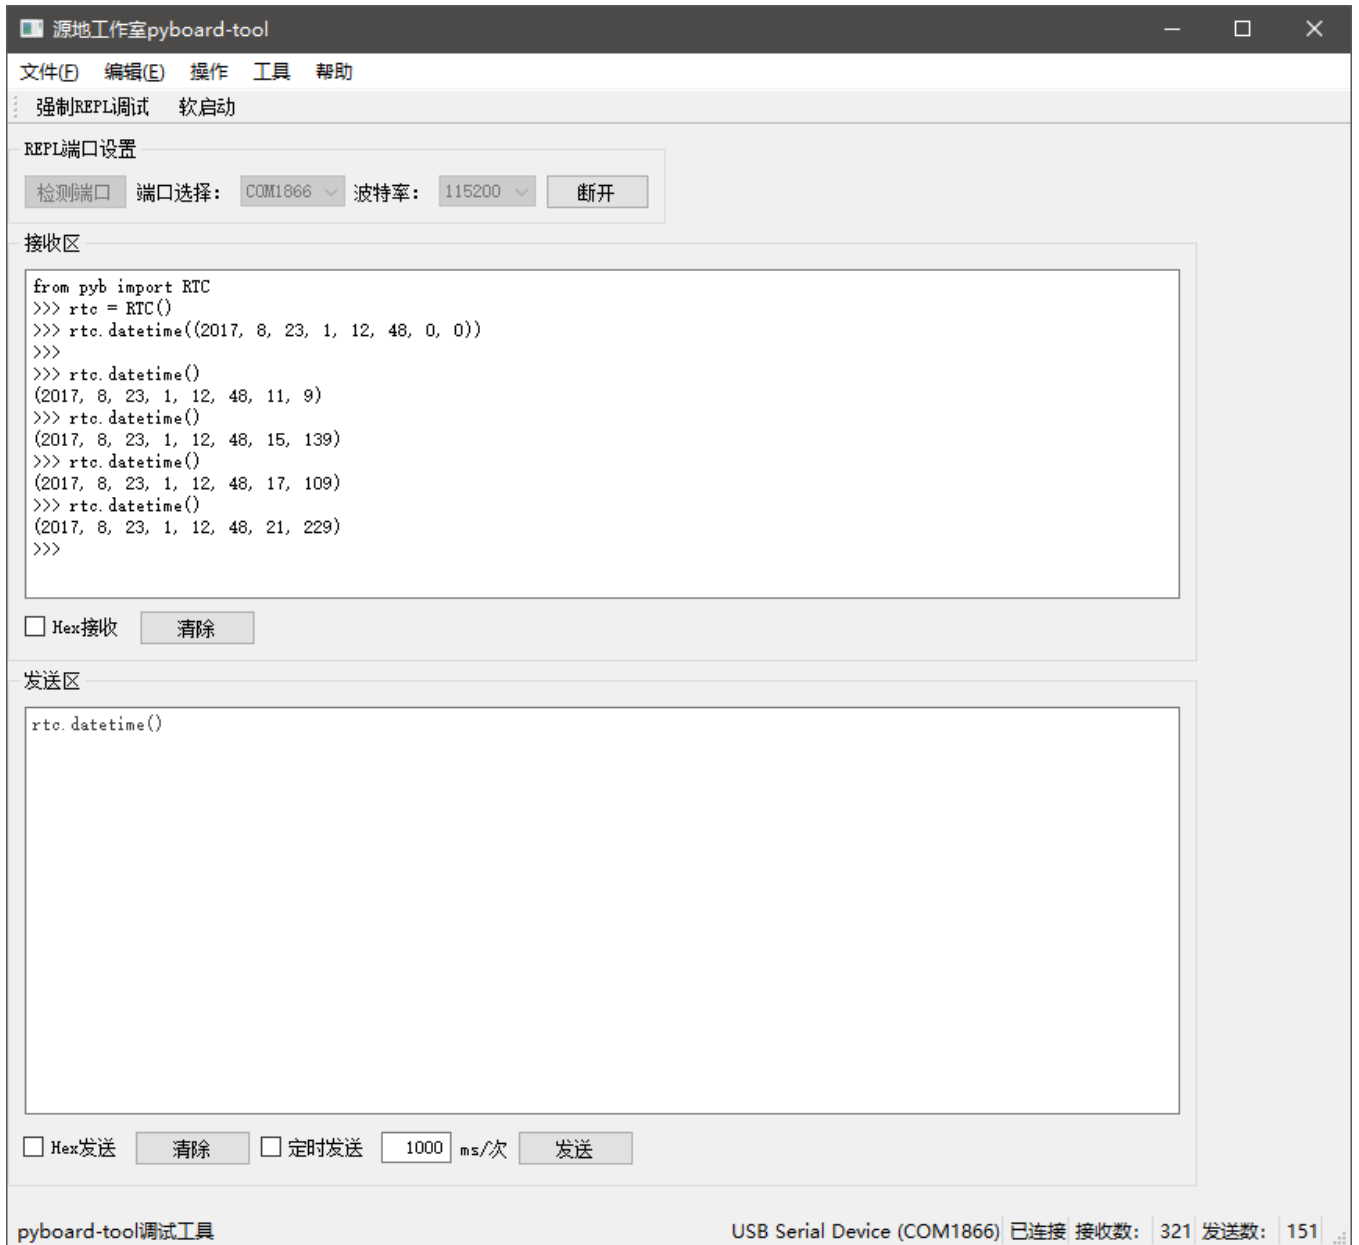 源地工作室pyboard-tool
文件(F) 编辑(E) 操作 工具 帮助
强制REPL调试 软启动
REPL端口设置
检测端口 端口选择: COM1866 波特率: 115200 断开
接收区
from pyb import RTC
>>> rtc = RTC()
>>> rtc.datetime((2017, 8, 23, 1, 12, 48, 0, 0))
>>>
>>> rtc.datetime()
(2017, 8, 23, 1, 12, 48, 11, 9)
>>> rtc.datetime()
(2017, 8, 23, 1, 12, 48, 15, 139)
>>> rtc.datetime()
(2017, 8, 23, 1, 12, 48, 17, 109)
>>> rtc.datetime()
(2017, 8, 23, 1, 12, 48, 21, 229)
>>>
Hex接收 清除
发送区
rtc.datetime()
Hex发送 清除 定时发送 1000 ms/次 发送
pyboard-tool调试工具 USB Serial Device (COM1866) 已连接 接收数: 321 发送数: 151